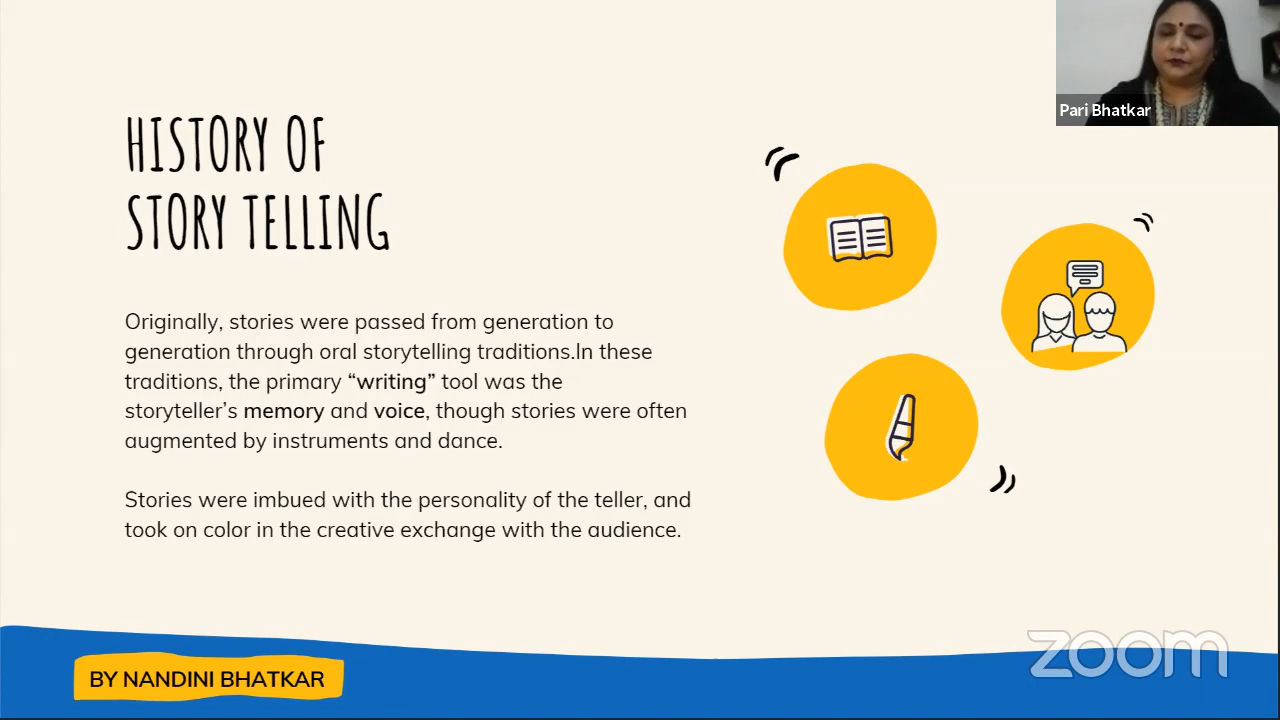 HISTORY OF
STORY TELLING
Originally, stories were passed from generation to
generation through oral storytelling traditions.In these
traditions, the primary “writing” tool was the
storyteller’s memory and voice, though stories were often
augmented by instruments and dance.
Stories were imbued with the personality of the teller, and
took on color in the creative exchange with the audience.
BY NANDINI BHATKAR
Pari Bhatkar
zoom